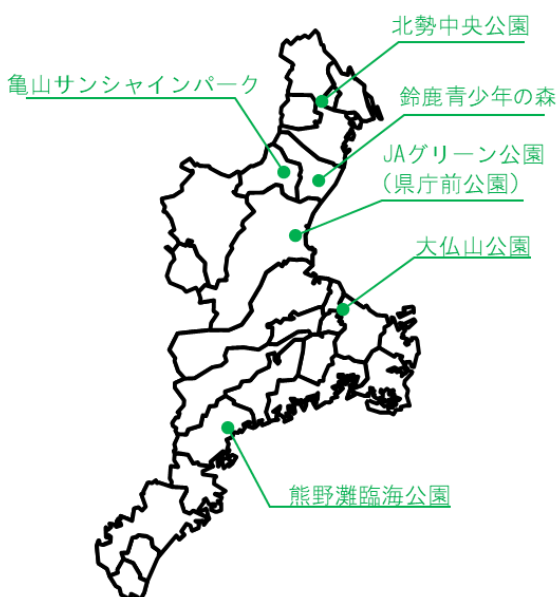 北勢中央公園
亀山サンシャインパーク
鈴鹿青少年の森
JAグリーン公園
(県庁前公園)
大仏山公園
熊野灘臨海公園